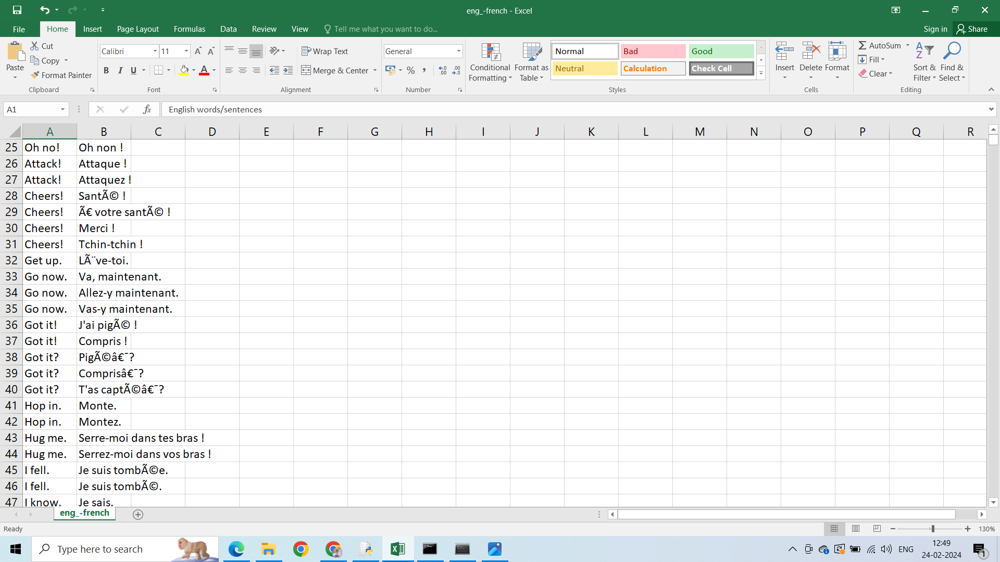 eng_-french - Excel
File Home Insert Page Layout Formulas Data Review View Tell me what you want to do... Sign in Share
Paste
Cut
Copy
Format Painter
Clipboard
Calibri 11
B I U
Font
Wrap Text
Merge & Center
Alignment
General
%
Number
Conditional Formatting
Format as Table
Normal Bad Good
Neutral Calculation Check Cell
Styles
Insert Delete Format
Cells
AutoSum
Fill
Clear
Sort & Filter
Find & Select
Editing
A1 fx English words/sentences
A B C D E F G H I J K L M N O P Q R
25 Oh no! Oh non !
26 Attack! Attaque !
27 Attack! Attaquez !
28 Cheers! SantÃ© !
29 Cheers! Ã€ votre santÃ© !
30 Cheers! Merci !
31 Cheers! Tchin-tchin !
32 Get up. LÃ¨ve-toi.
33 Go now. Va, maintenant.
34 Go now. Allez-y maintenant.
35 Go now. Vas-y maintenant.
36 Got it! J'ai pigÃ© !
37 Got it! Compris !
38 Got it? PigÃ©â€¯?
39 Got it? Comprisâ€¯?
40 Got it? T'as captÃ©â€¯?
41 Hop in. Monte.
42 Hop in. Montez.
43 Hug me. Serre-moi dans tes bras !
44 Hug me. Serrez-moi dans vos bras !
45 I fell. Je suis tombÃ©e.
46 I fell. Je suis tombÃ©.
47 I know. Je sais.
eng_-french
Ready 130%
Type here to search
ENG
12:49
24-02-2024
1